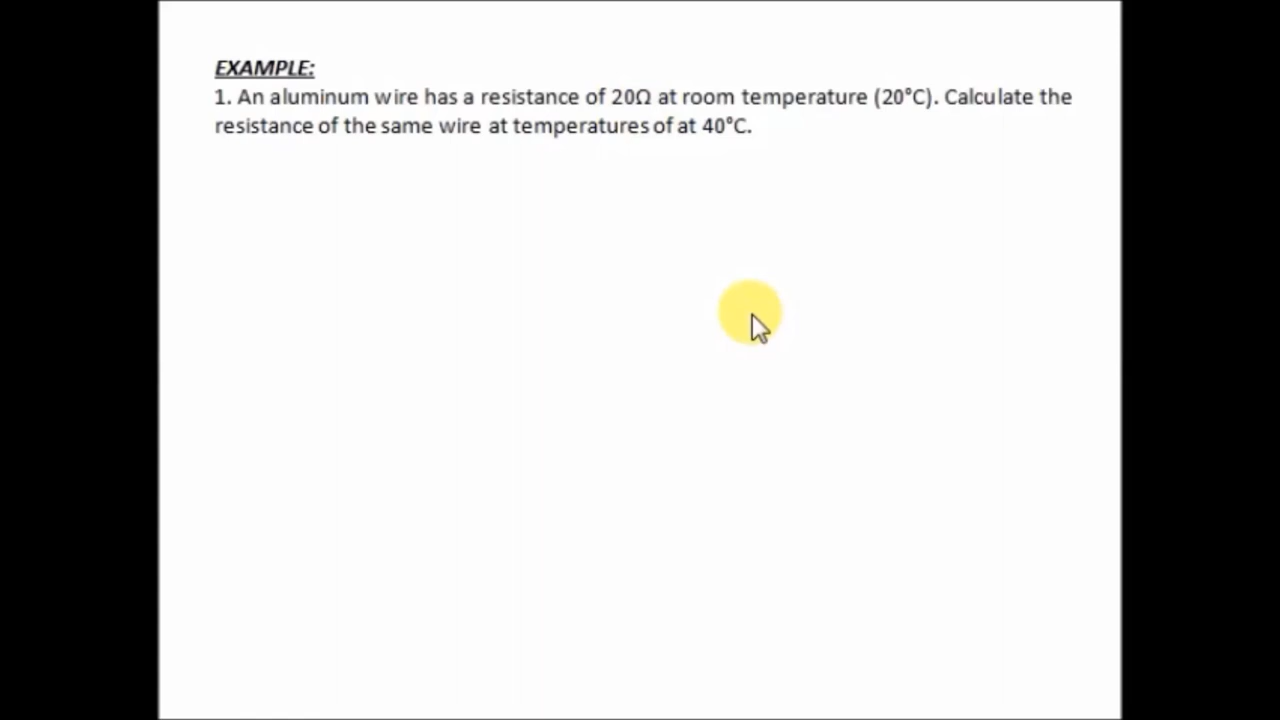 EXAMPLE:
1. An aluminum wire has a resistance of 20Ω at room temperature (20°C). Calculate the
resistance of the same wire at temperatures of at 40°C.